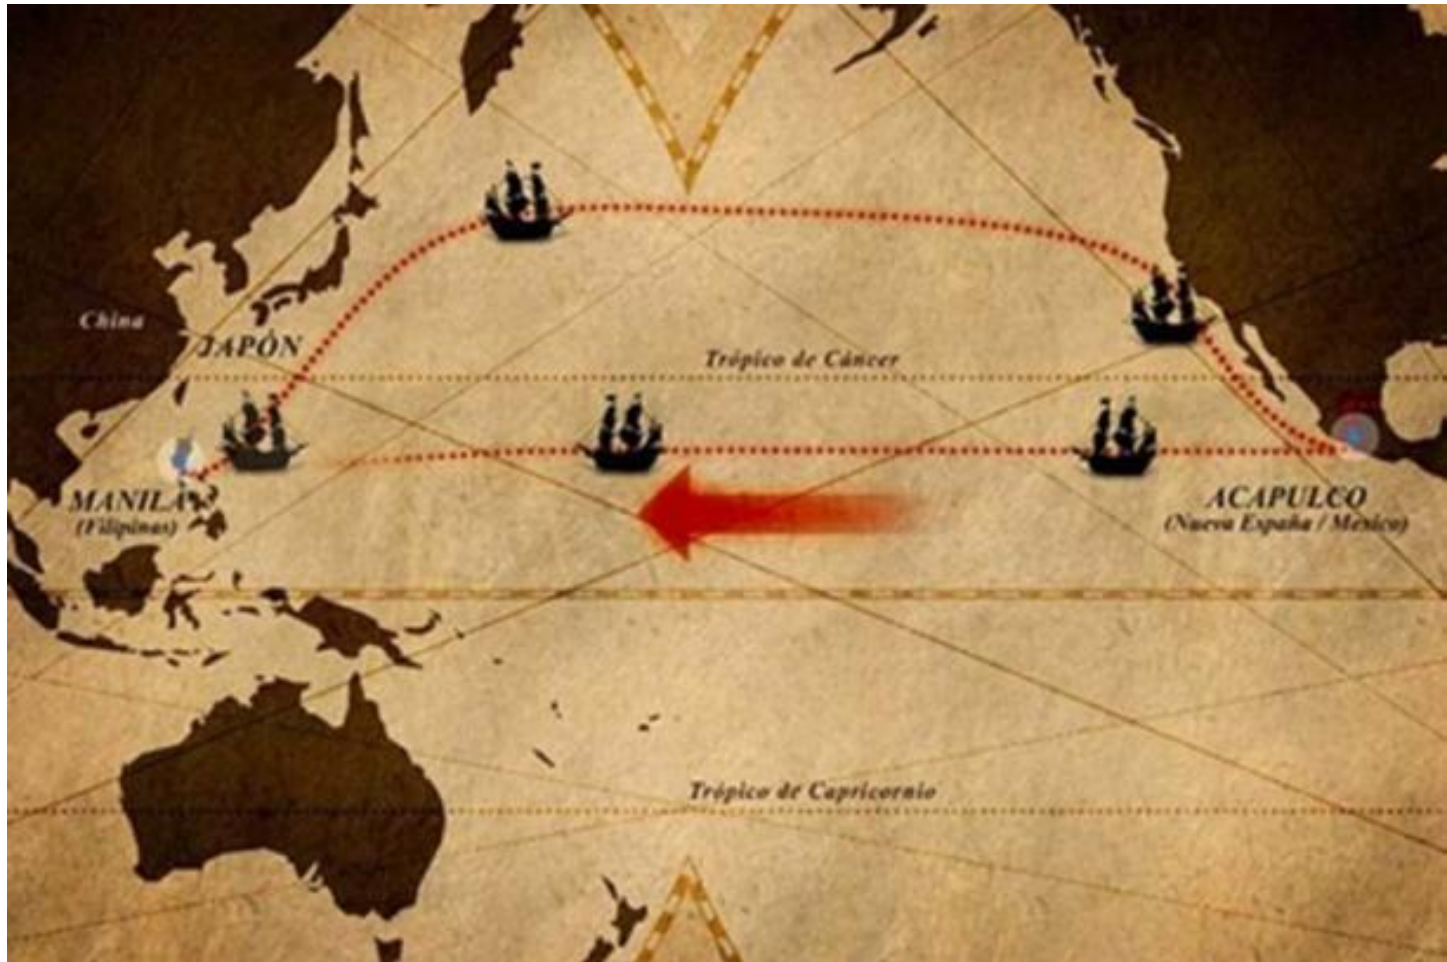 China
JAPÓN
Trópico de Cáncer
MANILA
(Filipinas)
ACAPULCO
(Nueva España / México)
Trópico de Capricornio